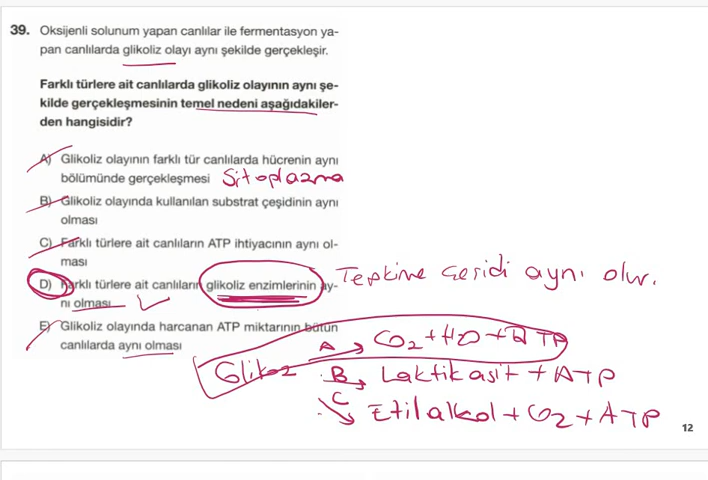 39. Oksijenli solunum yapan canlılar ile fermentasyon ya-
pan canlılarda glikoliz olayı aynı şekilde gerçekleşir.
Farklı türlere ait canlılarda glikoliz olayının aynı şe-
kilde gerçekleşmesinin temel nedeni aşağıdakiler-
den hangisidir?
A) Glikoliz olayının farklı tür canlılarda hücrenin aynı
bölümünde gerçekleşmesi Sitoplazma
B) Glikoliz olayında kullanılan substrat çeşidinin aynı
olması
C) Farklı türlere ait canlıların ATP ihtiyacının aynı ol-
ması
D) Farklı türlere ait canlıların glikoliz enzimlerinin ay-
nı olması
Tepkime çeşidi aynı olur.
E) Glikoliz olayında harcanan ATP miktarının bütün
canlılarda aynı olması
A CO2 + H2O + ATP
Glikoz B Laktik asit + ATP
C Etil alkol + CO2 + ATP
12